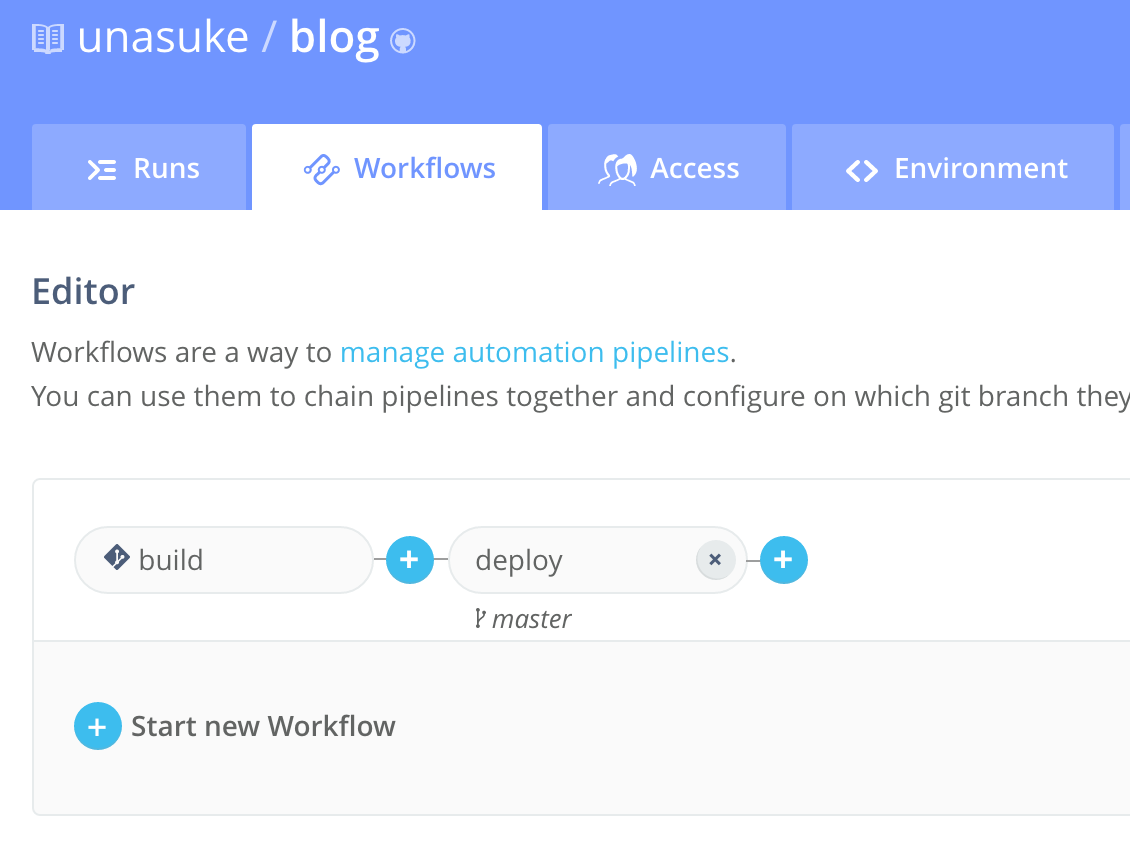 unasuke / blog
Runs Workflows Access Environment
Editor
Workflows are a way to manage automation pipelines.
You can use them to chain pipelines together and configure on which git branch they
build deploy
master
Start new Workflow